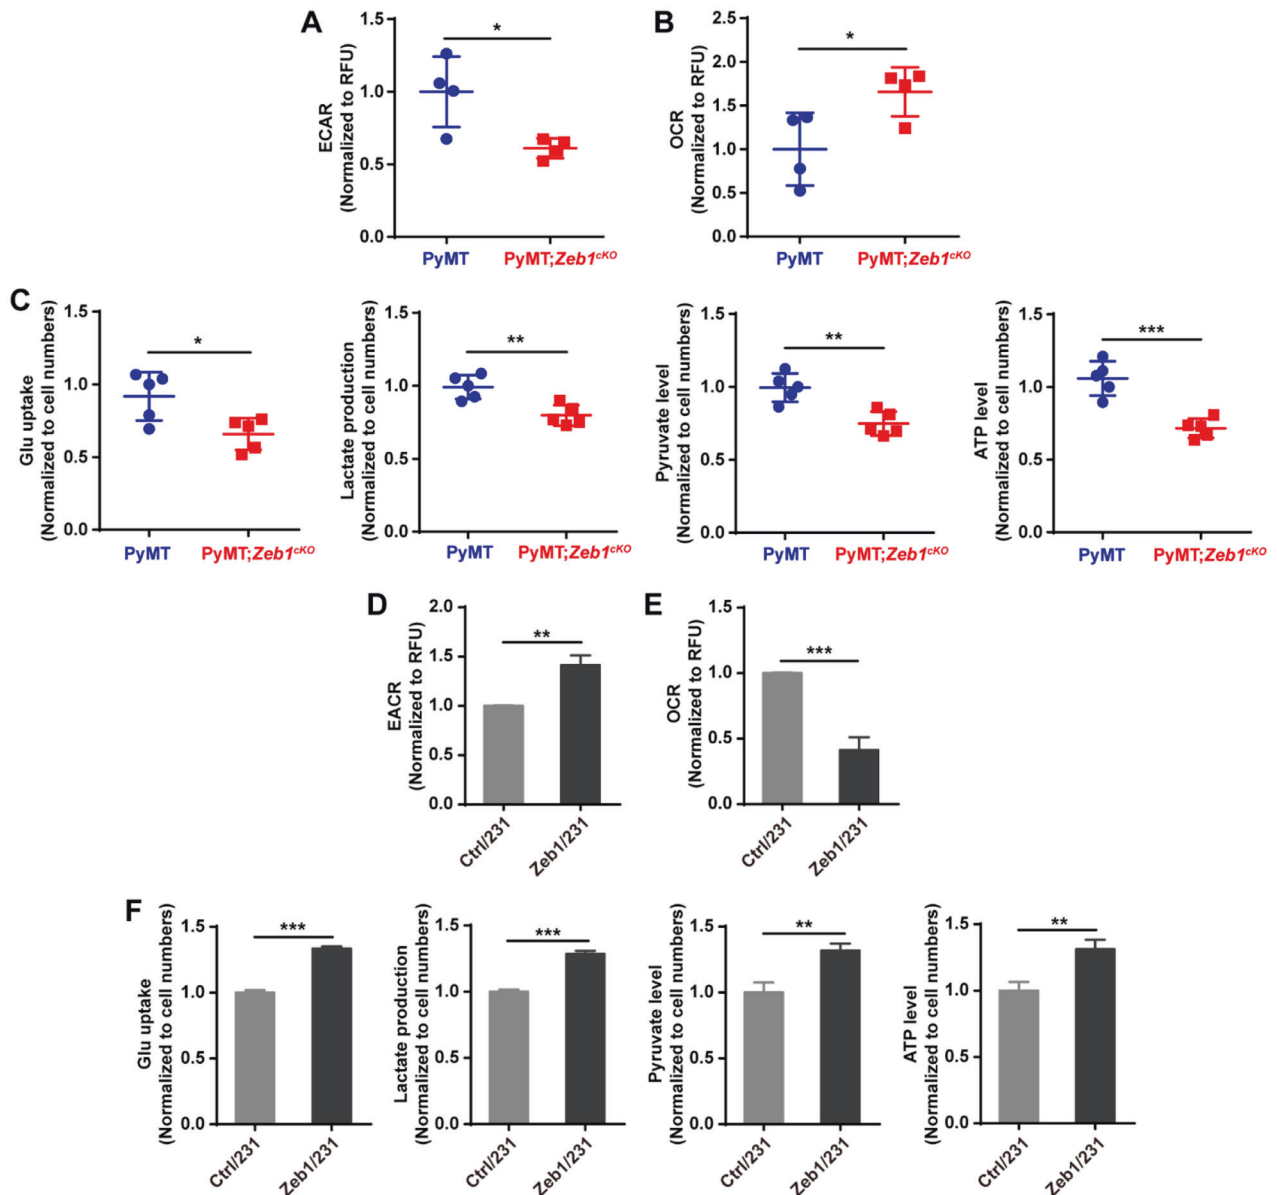 A
ECAR
(Normalized to RFU)
1.5
1.0
0.5
0.0
*
PyMT
PyMT;Zeb1cKO
B
OCR
(Normalized to RFU)
2.5
2.0
1.5
1.0
0.5
0.0
*
PyMT
PyMT;Zeb1cKO
C
Glu uptake
(Normalized to cell numbers)
1.5
1.0
0.5
0.0
*
PyMT
PyMT;Zeb1cKO
Lactate production
(Normalized to cell numbers)
1.5
1.0
0.5
0.0
**
PyMT
PyMT;Zeb1cKO
Pyruvate level
(Normalized to cell numbers)
1.5
1.0
0.5
0.0
**
PyMT
PyMT;Zeb1cKO
ATP level
(Normalized to cell numbers)
1.5
1.0
0.5
0.0
***
PyMT
PyMT;Zeb1cKO
D
EACR
(Normalized to RFU)
2.0
1.5
1.0
0.5
0.0
**
Ctrl/231
Zeb1/231
E
OCR
(Normalized to RFU)
1.5
1.0
0.5
0.0
***
Ctrl/231
Zeb1/231
F
Glu uptake
(Normalized to cell numbers)
1.5
1.0
0.5
0.0
***
Ctrl/231
Zeb1/231
Lactate production
(Normalized to cell numbers)
1.5
1.0
0.5
0.0
***
Ctrl/231
Zeb1/231
Pyruvate level
(Normalized to cell numbers)
1.5
1.0
0.5
0.0
**
Ctrl/231
Zeb1/231
ATP level
(Normalized to cell numbers)
1.5
1.0
0.5
0.0
**
Ctrl/231
Zeb1/231